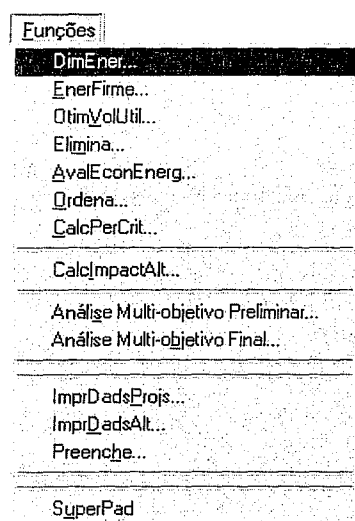 Funções
DimEner...
EnerFirme...
OtimVolUtil...
Elimina...
AvalEconEnerg...
Ordena...
CalcPerCrit...
CalcImpactAlt...
Análise Multi-objetivo Preliminar...
Análise Multi-objetivo Final...
ImprDadsProjs...
ImprDadsAlt...
Preenche...
SuperPad